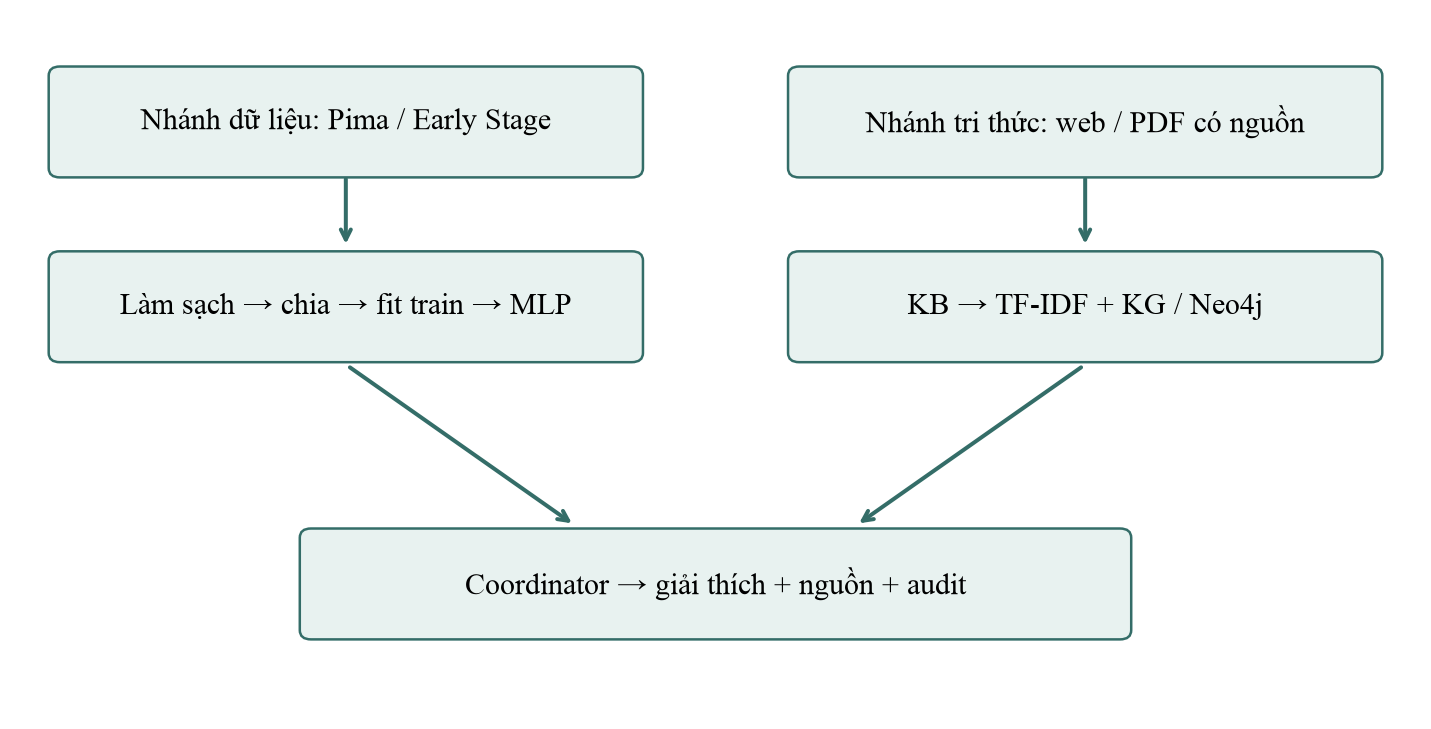 Nhánh dữ liệu: Pima / Early Stage
Nhánh tri thức: web / PDF có nguồn
Làm sạch → chia → fit train → MLP
KB → TF-IDF + KG / Neo4j
Coordinator → giải thích + nguồn + audit